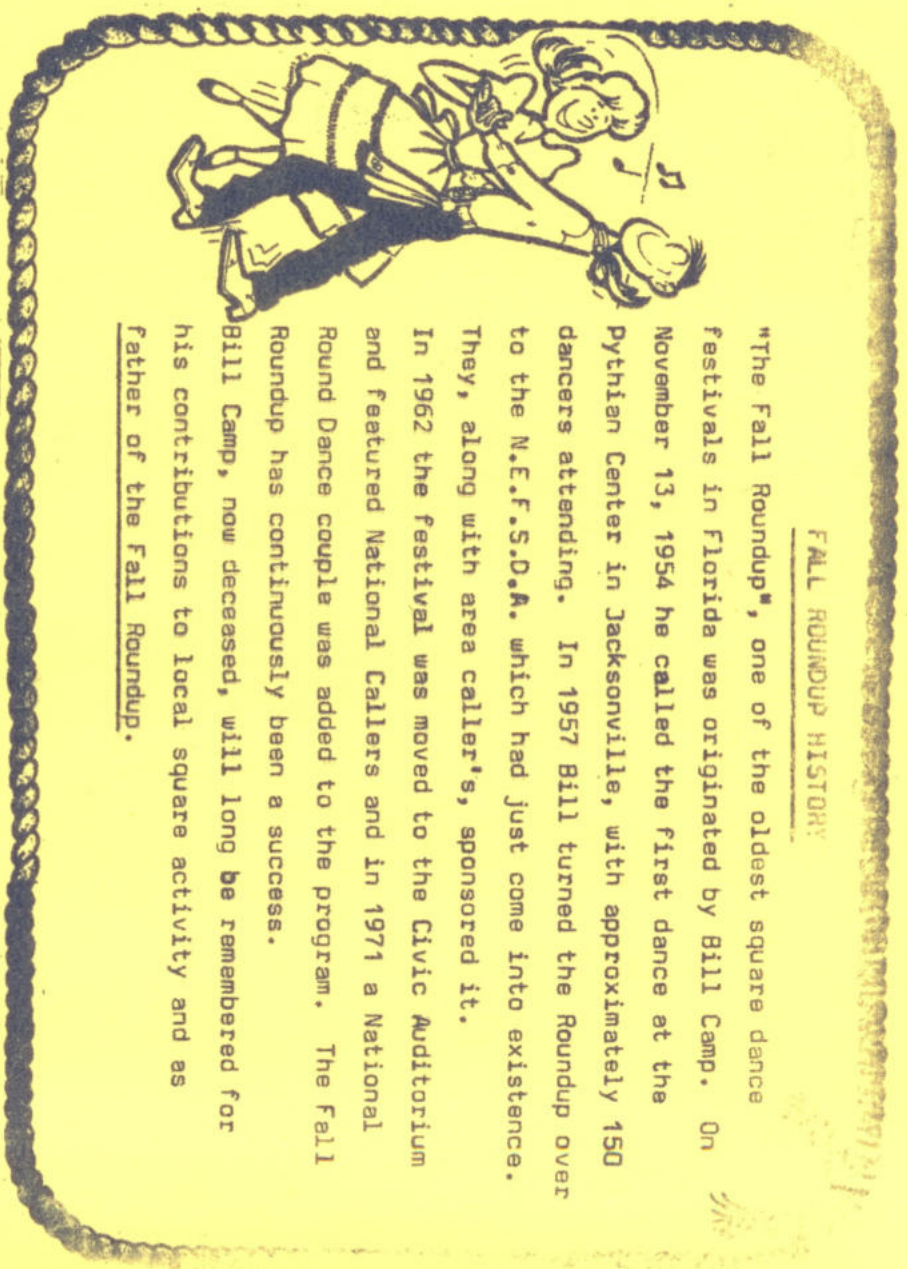 FALL ROUNDUP HISTORY
"The Fall Roundup", one of the oldest square dance
festivals in Florida was originated by Bill Camp. On
November 13, 1954 he called the first dance at the
Pythian Center in Jacksonville, with approximately 150
dancers attending. In 1957 Bill turned the Roundup over
to the N.E.F.S.D.A. which had just come into existence.
They, along with area caller's, sponsored it.
In 1962 the festival was moved to the Civic Auditorium
and featured National Callers and in 1971 a National
Round Dance couple was added to the program. The Fall
Roundup has continuously been a success.
Bill Camp, now deceased, will long be remembered for
his contributions to local square activity and as
father of the Fall Roundup.